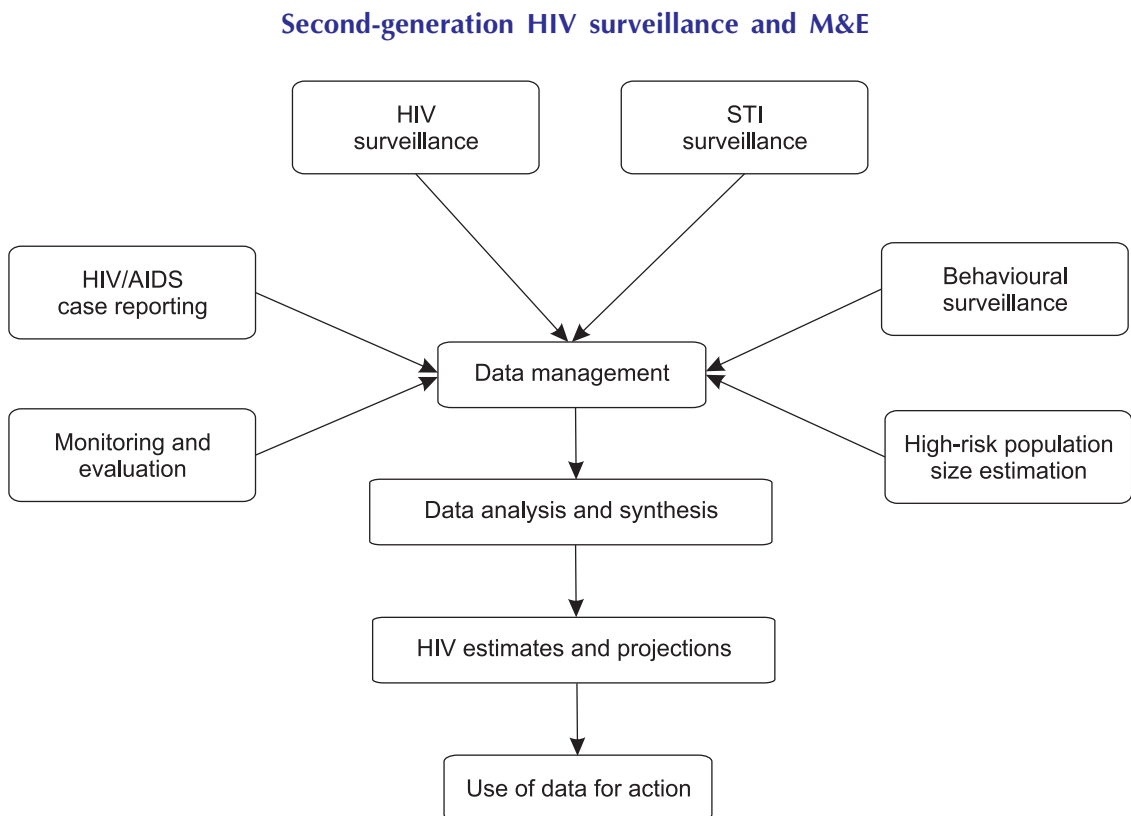 Second-generation HIV surveillance and M&E
HIV
surveillance
STI
surveillance
HIV/AIDS
case reporting
Behavioural
surveillance
Data management
Monitoring and
evaluation
High-risk population
size estimation
Data analysis and synthesis
HIV estimates and projections
Use of data for action